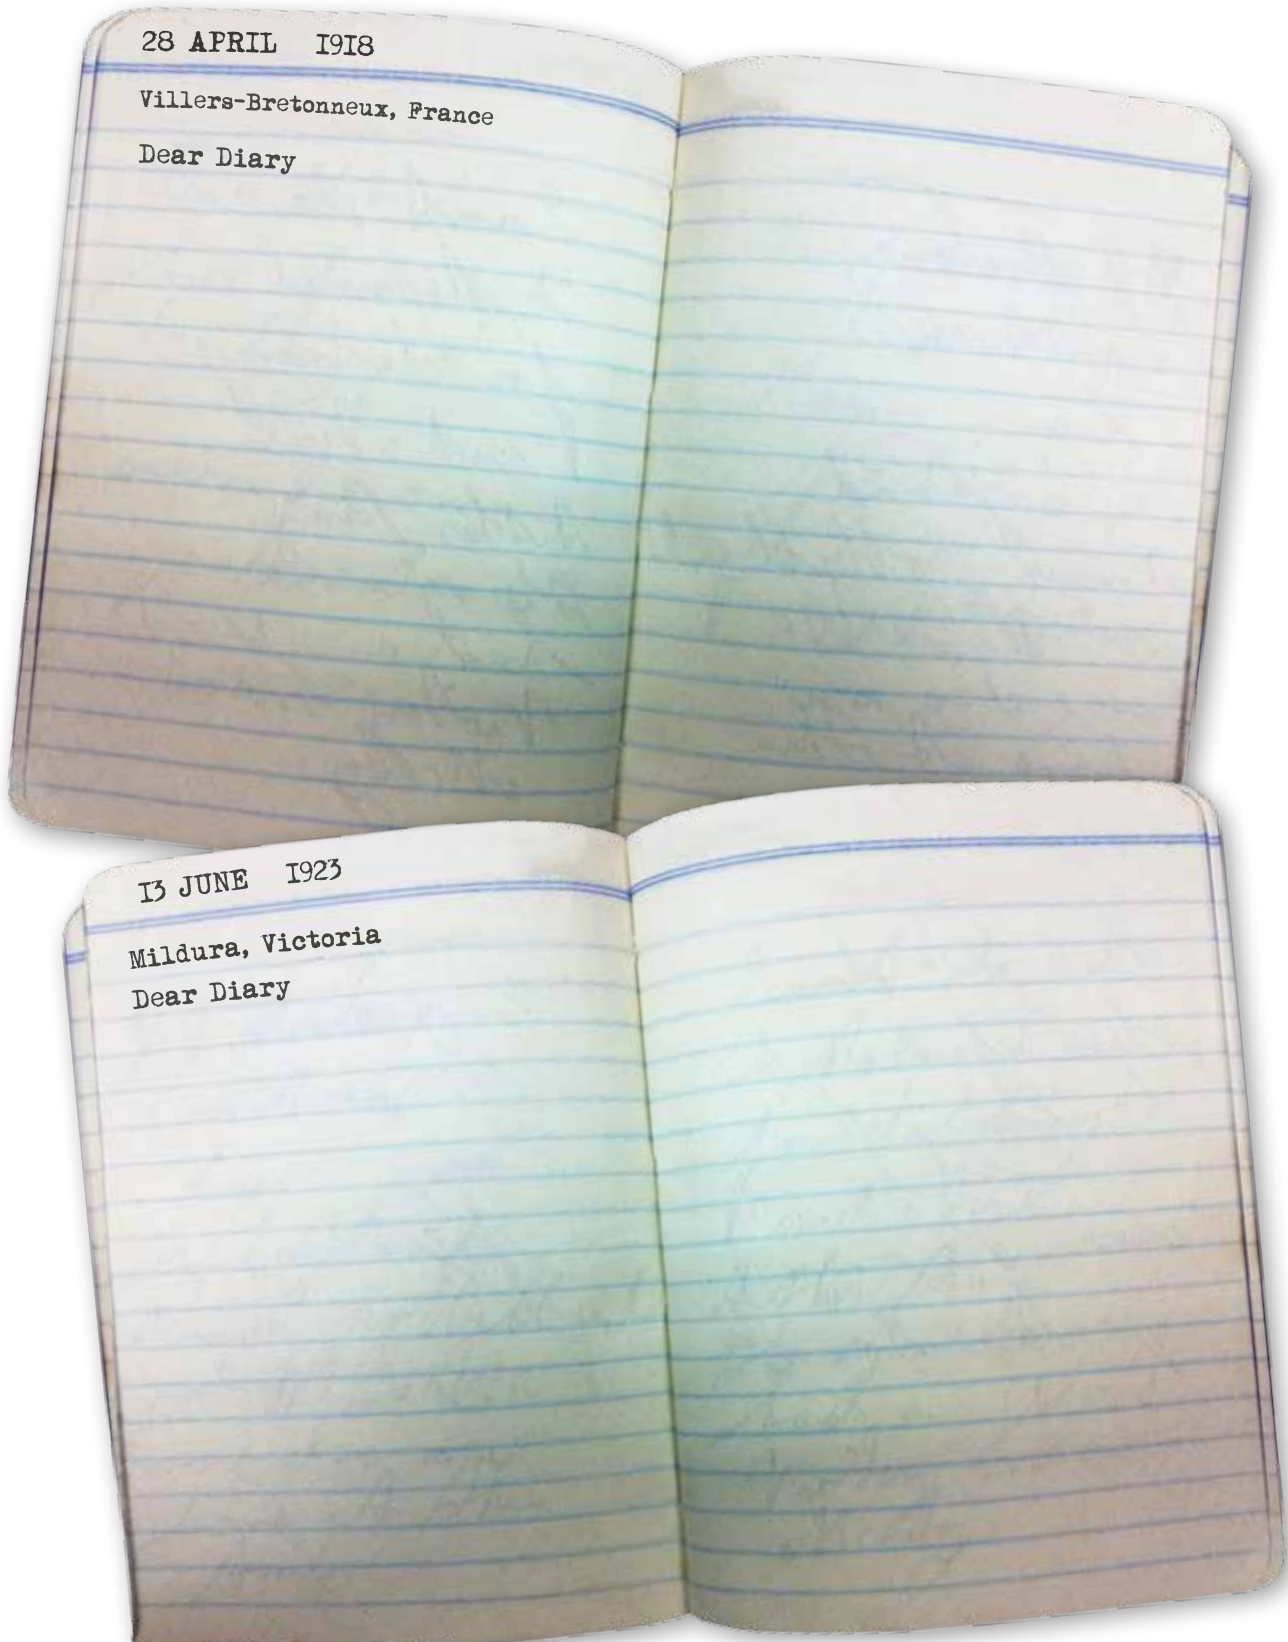 28 APRIL 1918
Villers-Bretonneux, France
Dear Diary
13 JUNE 1923
Mildura, Victoria
Dear Diary